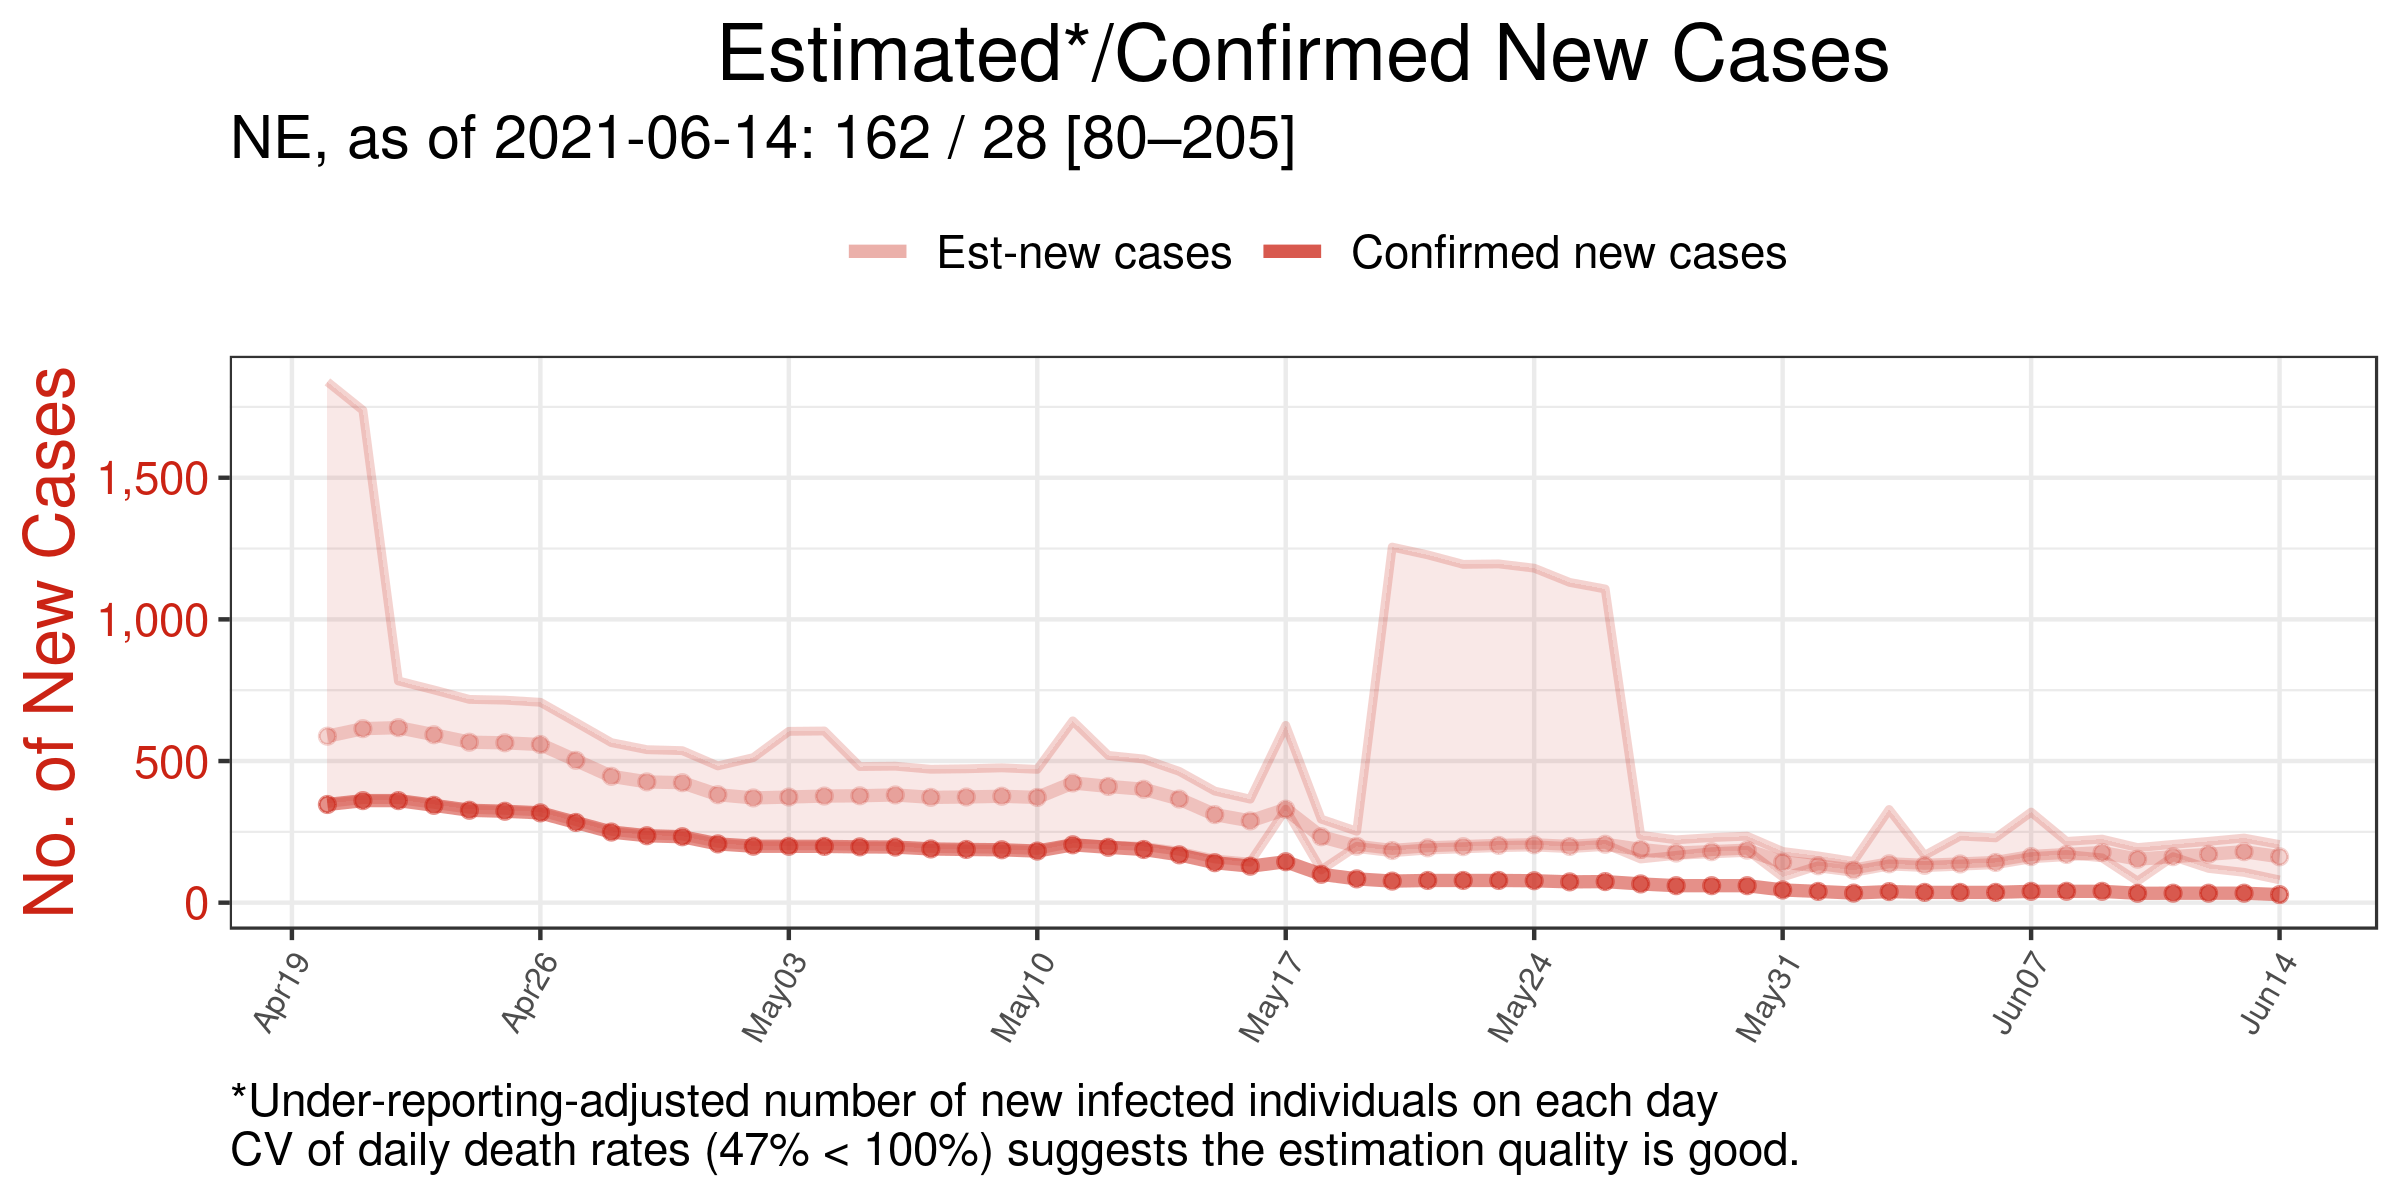 Estimated*/Confirmed New Cases
NE, as of 2021-06-14: 162 / 28 [80–205]
Est-new cases Confirmed new cases
No. of New Cases
1,500
1,000
500
0
Apr19 Apr26 May03 May10 May17 May24 May31 Jun07 Jun14
*Under-reporting-adjusted number of new infected individuals on each day
CV of daily death rates (47% < 100%) suggests the estimation quality is good.